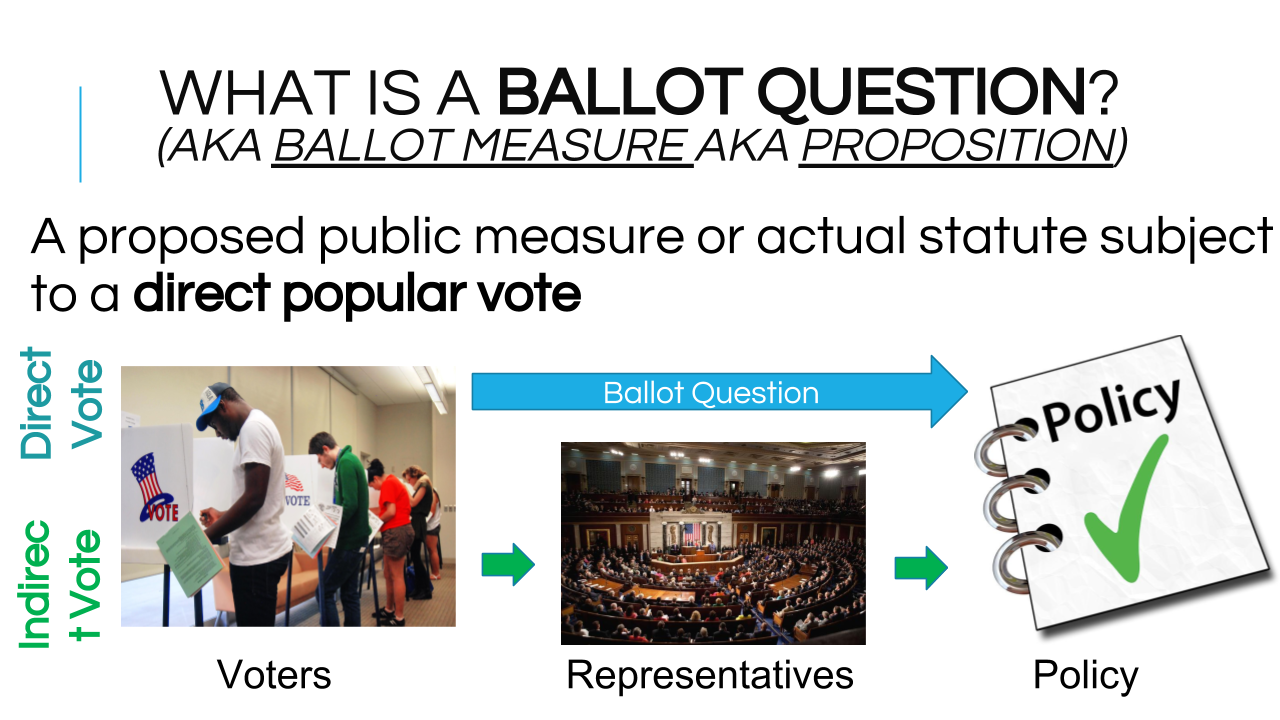 WHAT IS A BALLOT QUESTION?
(AKA BALLOT MEASURE AKA PROPOSITION)
A proposed public measure or actual statute subject
to a direct popular vote
Direct
Vote
Ballot Question
Policy
VOTE
VOTE
Indirec
t Vote
Voters
Representatives
Policy